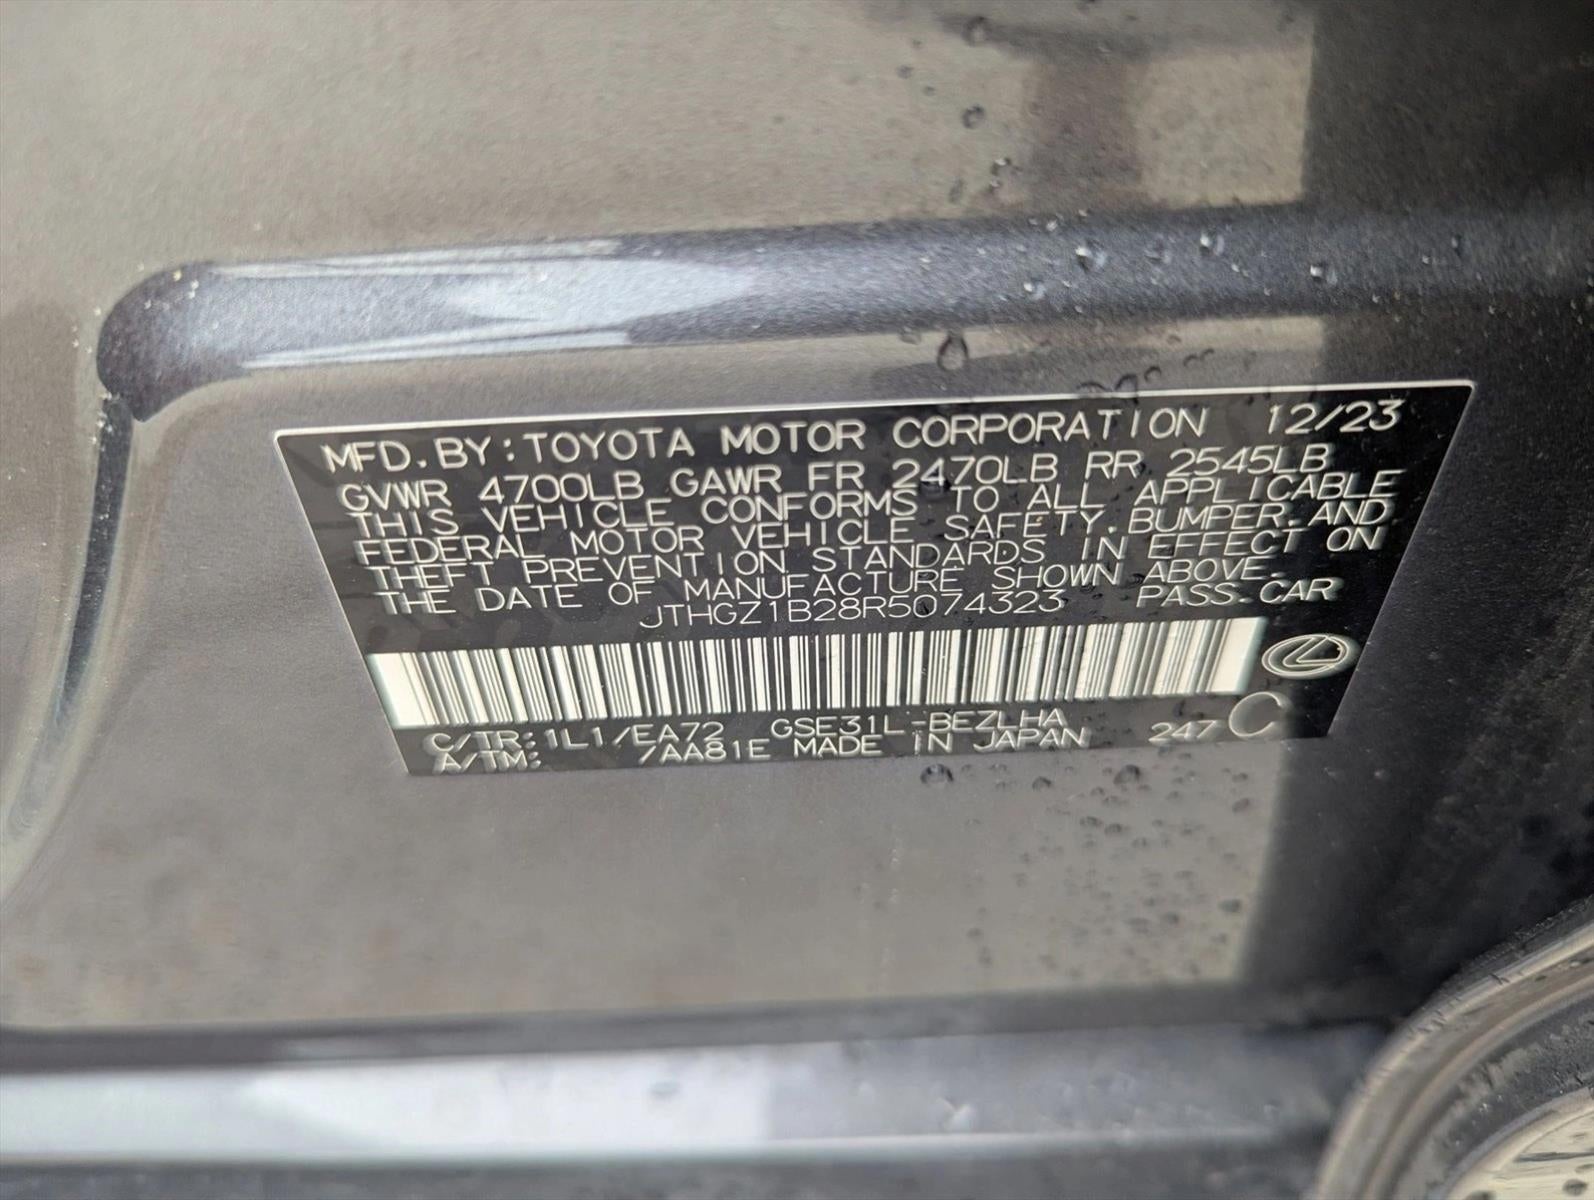 MFD. BY: TOYOTA MOTOR CORPORATION 12/23
GVWR 4700LB GAWR FR 2470LB RR 2545LB
THIS VEHICLE CONFORMS TO ALL APPLICABLE
FEDERAL MOTOR VEHICLE SAFETY, BUMPER, AND
THEFT PREVENTION STANDARDS IN EFFECT ON
THE DATE OF MANUFACTURE SHOWN ABOVE.
JTHGZ1B28R5074323 PASS. CAR
C/TR: 1L1/EA72 GSE31L-BEZLHA 247 C
A/TM: /AA81E MADE IN JAPAN